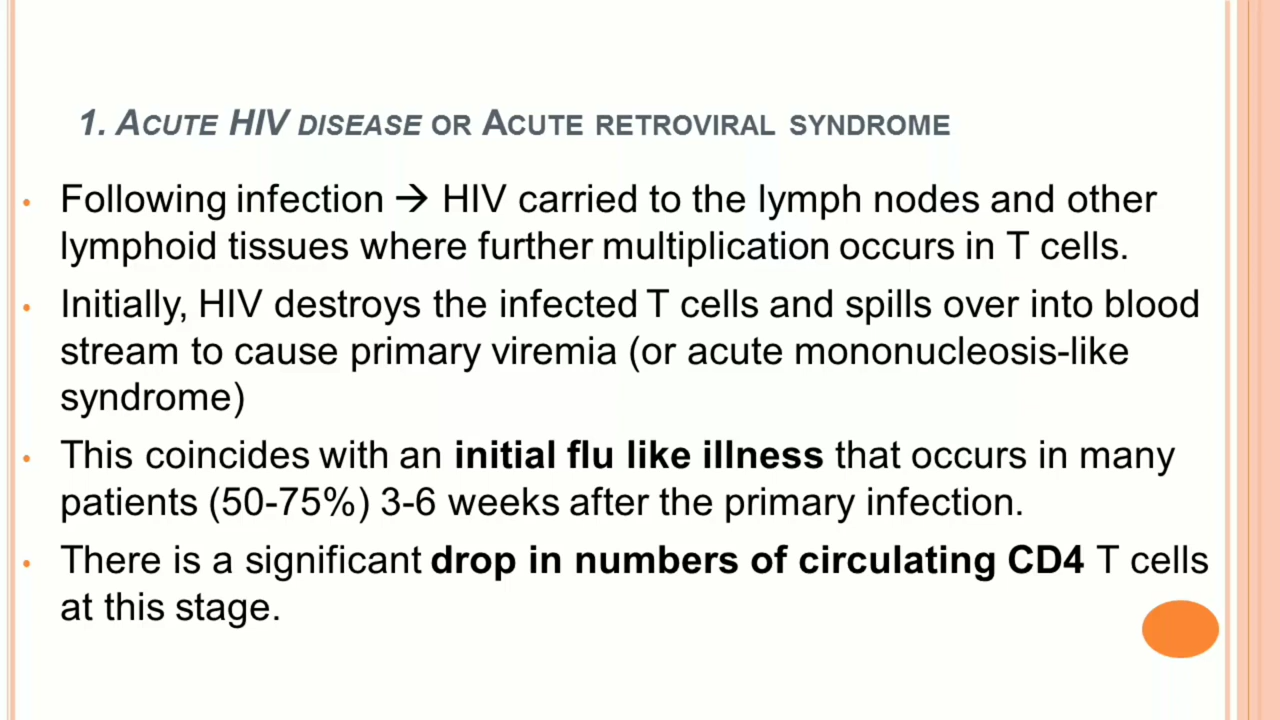 1. ACUTE HIV DISEASE OR ACUTE RETROVIRAL SYNDROME
• Following infection → HIV carried to the lymph nodes and other
lymphoid tissues where further multiplication occurs in T cells.
• Initially, HIV destroys the infected T cells and spills over into blood
stream to cause primary viremia (or acute mononucleosis-like
syndrome)
• This coincides with an initial flu like illness that occurs in many
patients (50-75%) 3-6 weeks after the primary infection.
• There is a significant drop in numbers of circulating CD4 T cells
at this stage.